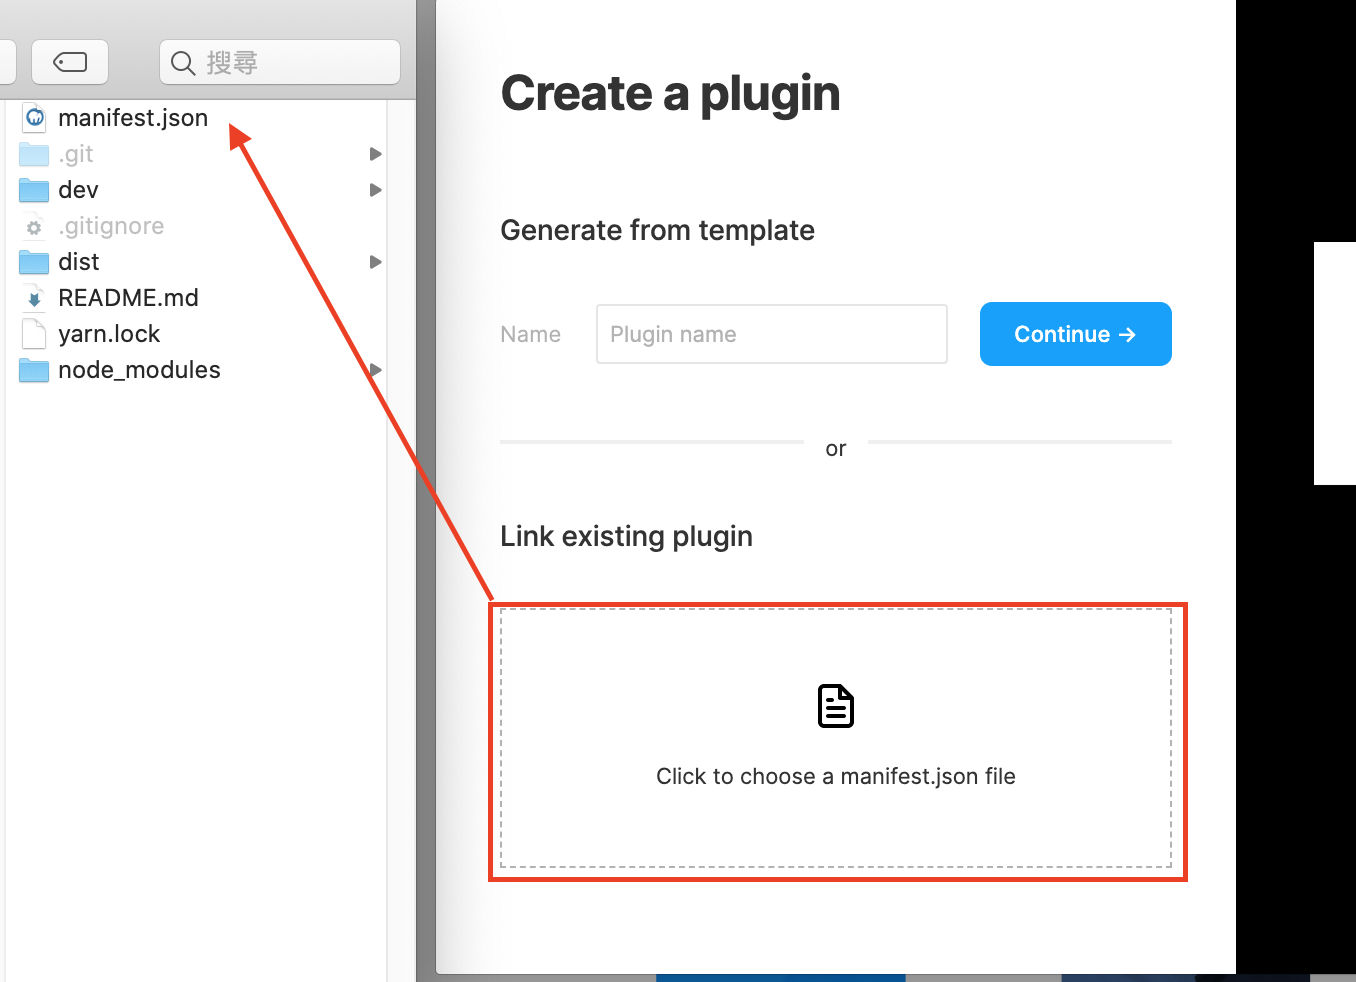 搜尋
manifest.json
.git
dev
.gitignore
dist
README.md
yarn.lock
node_modules
Create a plugin
Generate from template
Name
Plugin name
Continue →
or
Link existing plugin
Click to choose a manifest.json file